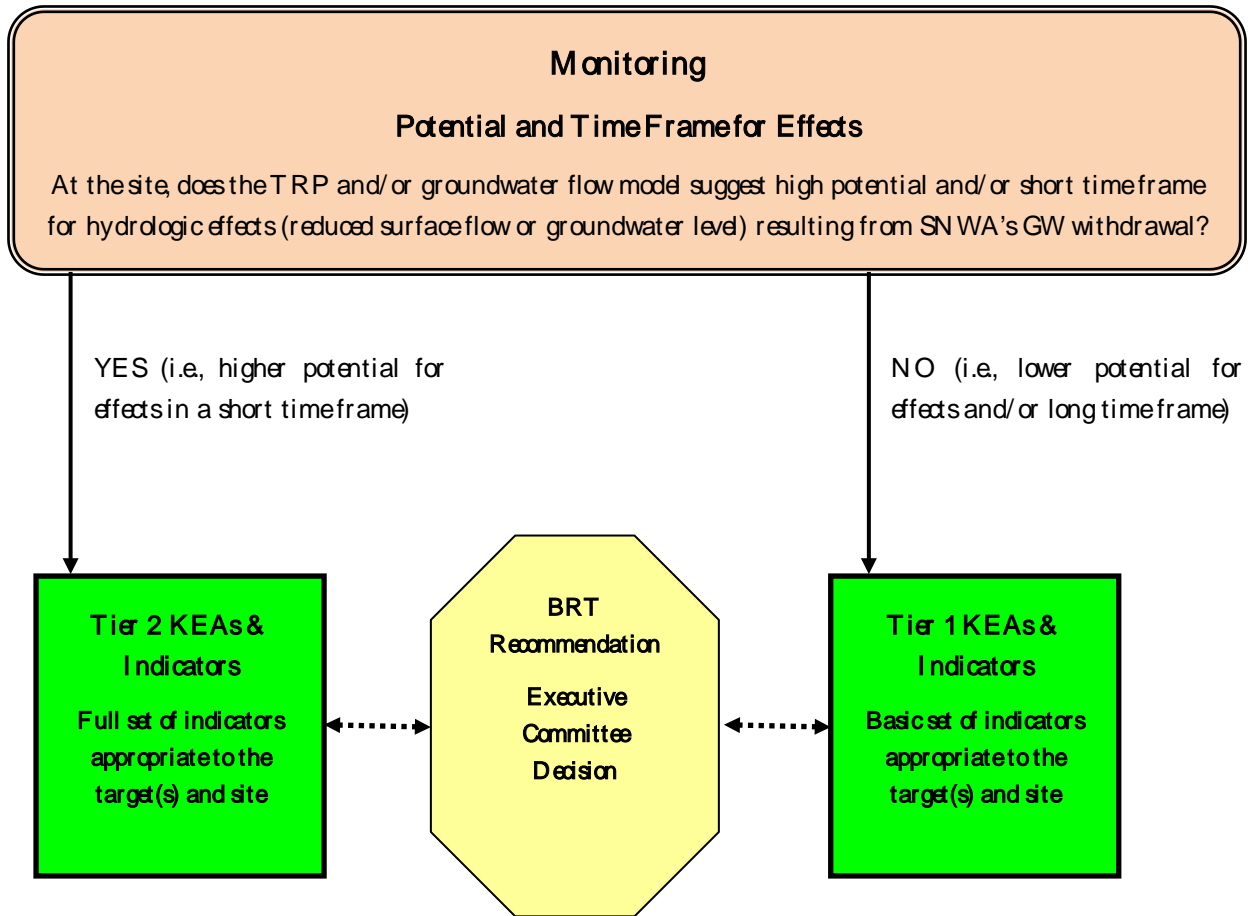 Monitoring
Potential and Time Frame for Effects
At the site, does the TRP and/or groundwater flow model suggest high potential and/or short time frame
for hydrologic effects (reduced surface flow or groundwater level) resulting from SNWA's GW withdrawal?
YES (i.e., higher potential for
effects in a short time frame)
NO (i.e., lower potential for
effects and/or long time frame)
Tier 2 KEAs &
Indicators
Full set of indicators
appropriate to the
target(s) and site
BRT
Recommendation
Executive
Committee
Decision
Tier 1 KEAs &
Indicators
Basic set of indicators
appropriate to the
target(s) and site